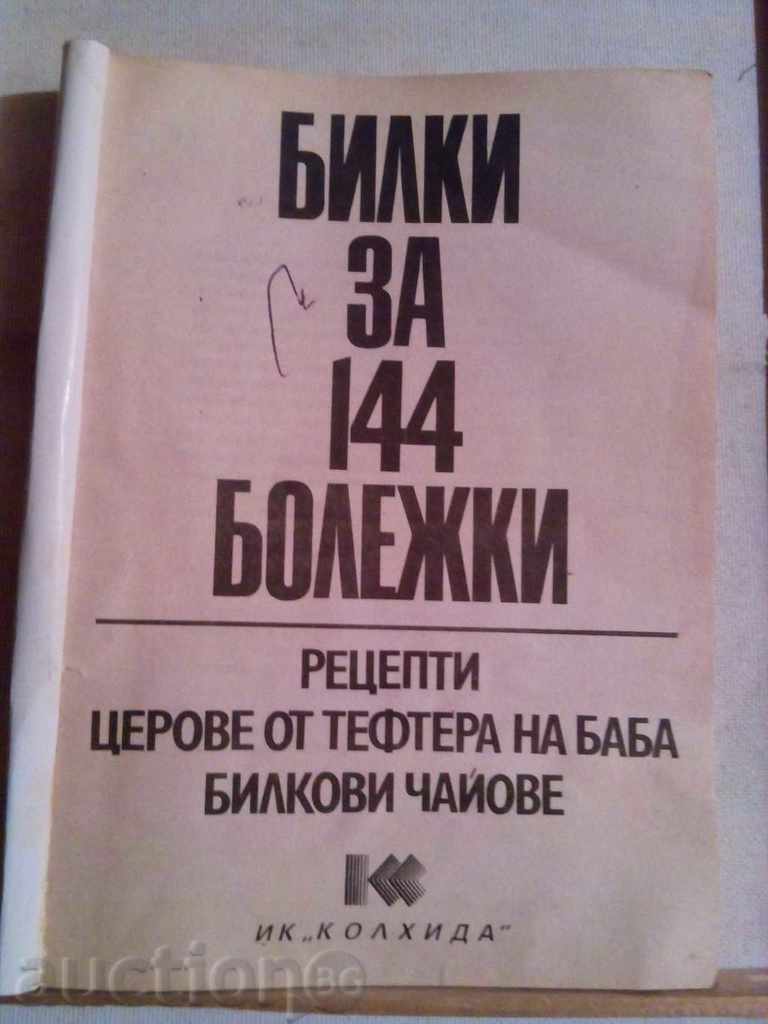 БИЛКИ
ЗА
144
БОЛЕЖКИ
РЕЦЕПТИ
ЦЕРОВЕ ОТ ТЕФТЕРА НА БАБА
БИЛКОВИ ЧАЙОВЕ
ИК „КОЛХИДА"
auction BG